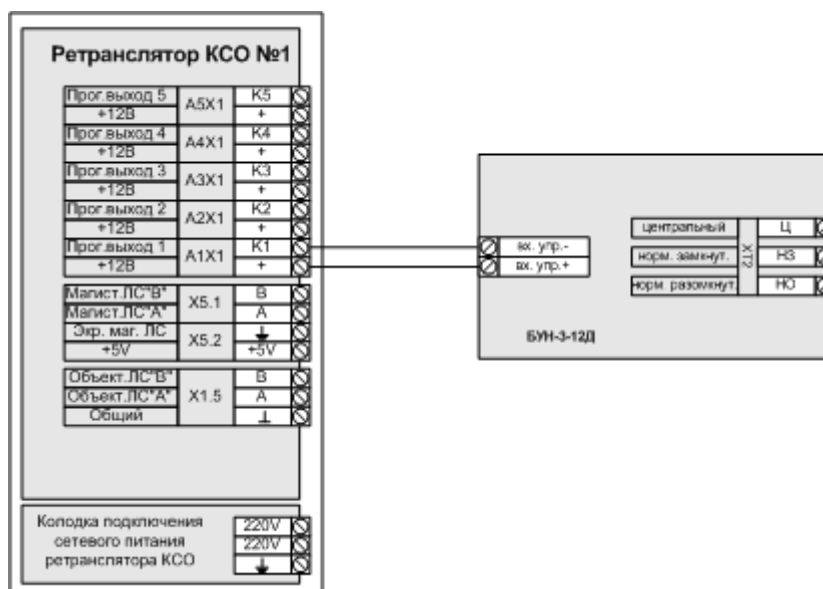 Ретранслятор КСО №1
Прог.выход 5 A5X1 K5
+12В +
Прог.выход 4 A4X1 K4
+12В +
Прог.выход 3 A3X1 K3
+12В +
Прог.выход 2 A2X1 K2
+12В +
Прог.выход 1 A1X1 K1
+12В +
Магист.ЛС"В" X5.1 В
Магист.ЛС"А" А
Экр. маг. ЛС X5.2
+5V +5V
Объект.ЛС"В" X1.5 В
Объект.ЛС"А" А
Общий
Колодка подключения
сетевого питания
ретранслятора КСО
220V
220V
вх. упр.-
вх. упр.+
центральный XT2 Ц
норм. замкнут. НЗ
норм. разомкнут. НО
БУН-3-12Д